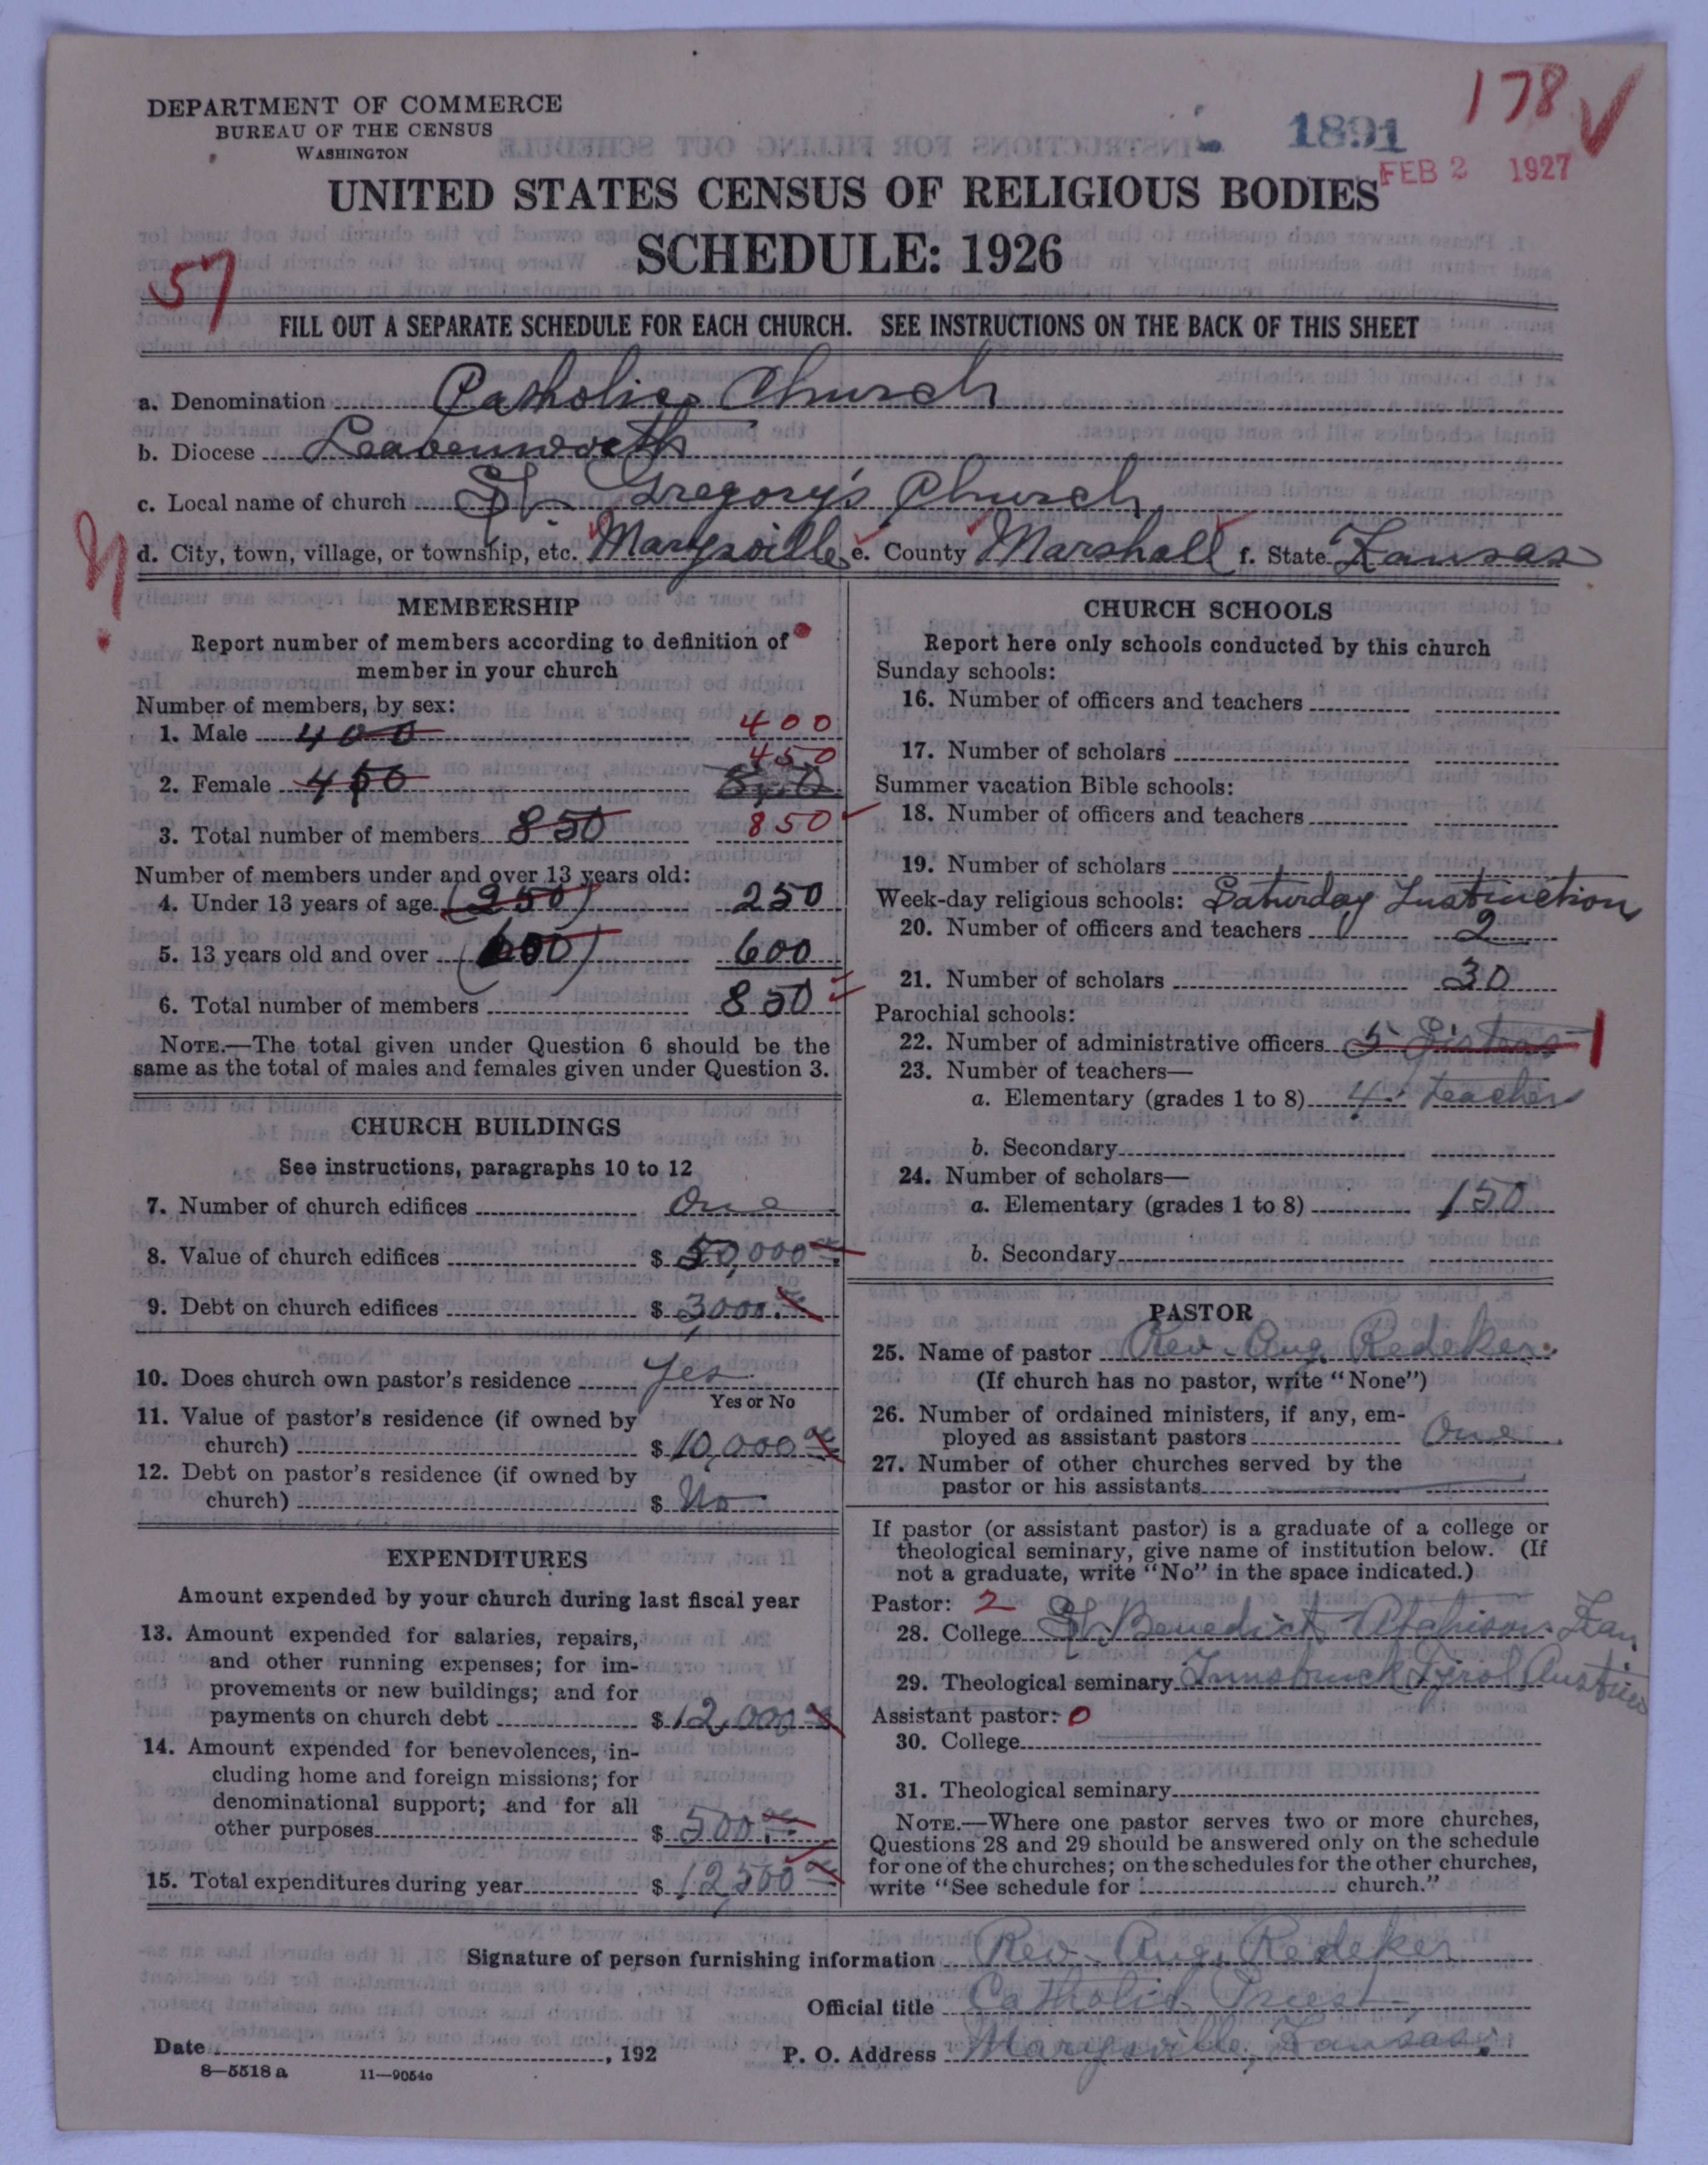 178 ✓
1891
FEB 2 1927
DEPARTMENT OF COMMERCE
BUREAU OF THE CENSUS
WASHINGTON
UNITED STATES CENSUS OF RELIGIOUS BODIES
SCHEDULE: 1926
57
FILL OUT A SEPARATE SCHEDULE FOR EACH CHURCH. SEE INSTRUCTIONS ON THE BACK OF THIS SHEET
a. Denomination Catholic Church
b. Diocese Leavenworth
c. Local name of church St. Gregory's Church
d. City, town, village, or township, etc. Marysville e. County Marshall f. State Kansas
MEMBERSHIP
Report number of members according to definition of
member in your church
Number of members, by sex:
1. Male 400 400
2. Female 450 450 850
3. Total number of members 850 850
Number of members under and over 13 years old:
4. Under 13 years of age (250) 250
5. 13 years old and over (600) 600
6. Total number of members 850
NOTE.—The total given under Question 6 should be the
same as the total of males and females given under Question 3.
CHURCH BUILDINGS
See instructions, paragraphs 10 to 12
7. Number of church edifices One
8. Value of church edifices $ 50,000
9. Debt on church edifices $ 3000.
10. Does church own pastor's residence Yes
Yes or No
11. Value of pastor's residence (if owned by
church) $ 10,000
12. Debt on pastor's residence (if owned by
church) $ No
EXPENDITURES
Amount expended by your church during last fiscal year
13. Amount expended for salaries, repairs,
and other running expenses; for im-
provements or new buildings; and for
payments on church debt $ 12,000
14. Amount expended for benevolences, in-
cluding home and foreign missions; for
denominational support; and for all
other purposes $ 500.
15. Total expenditures during year $ 12,500
CHURCH SCHOOLS
Report here only schools conducted by this church
Sunday schools:
16. Number of officers and teachers
17. Number of scholars
Summer vacation Bible schools:
18. Number of officers and teachers
19. Number of scholars
Week-day religious schools: Saturday Instruction
20. Number of officers and teachers 2
21. Number of scholars 30
Parochial schools:
22. Number of administrative officers 5 Sisters 1
23. Number of teachers—
a. Elementary (grades 1 to 8) 4 teachers
b. Secondary
24. Number of scholars—
a. Elementary (grades 1 to 8) 150
b. Secondary
PASTOR
25. Name of pastor Rev. Aug. Redeker.
(If church has no pastor, write "None")
26. Number of ordained ministers, if any, em-
ployed as assistant pastors One
27. Number of other churches served by the
pastor or his assistants
If pastor (or assistant pastor) is a graduate of a college or
theological seminary, give name of institution below. (If
not a graduate, write "No" in the space indicated.)
Pastor: 2
28. College St. Benedict Atchison. Kan.
29. Theological seminary Innsbruck Tirol Austria
Assistant pastor: 0
30. College
31. Theological seminary
NOTE.—Where one pastor serves two or more churches,
Questions 28 and 29 should be answered only on the schedule
for one of the churches; on the schedules for the other churches,
write "See schedule for church."
Signature of person furnishing information Rev. Aug. Redeker
Official title Catholic Priest
Date , 192
P. O. Address Marysville, Kansas.
8—5518 a 11—9054a